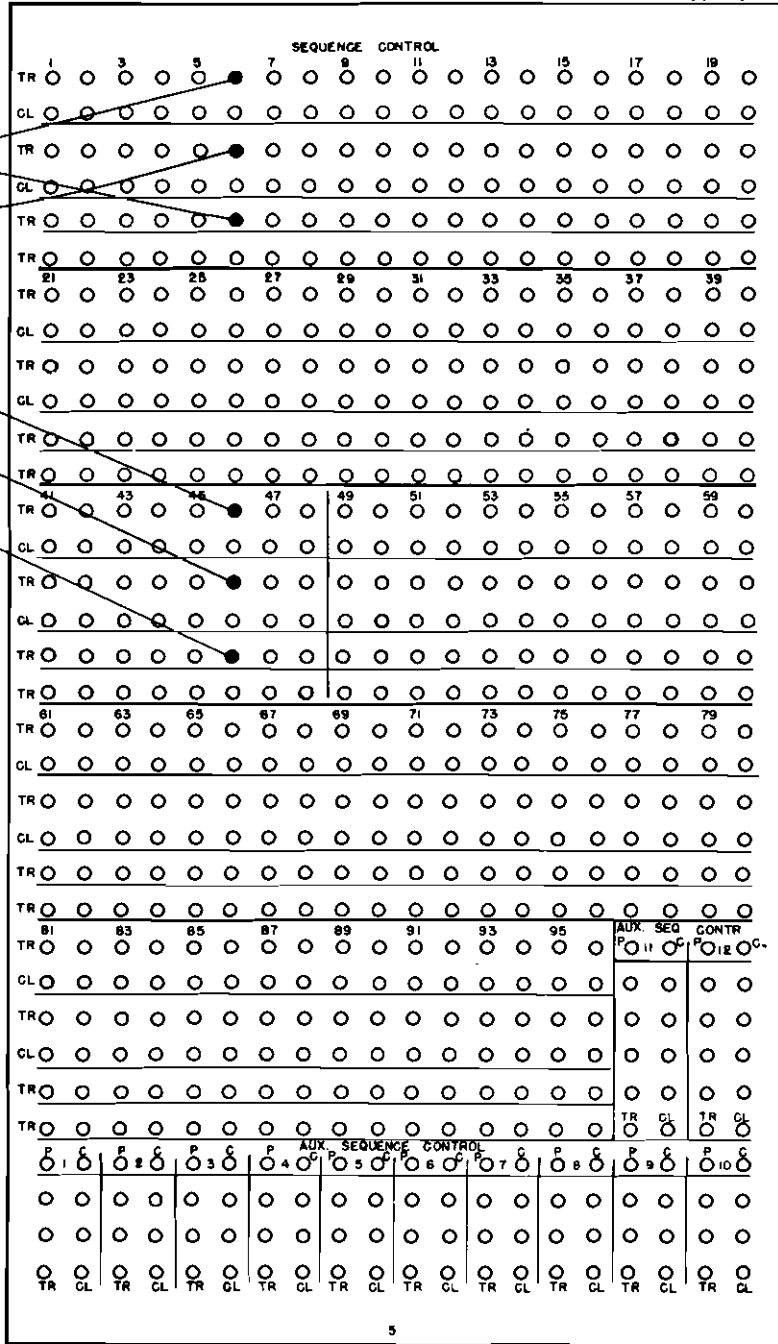 SEQUENCE CONTROL
1 3 5 7 9 11 13 15 17 19
TR
CL
TR
CL
TR
TR
21 23 25 27 29 31 33 35 37 39
TR
CL
TR
CL
TR
TR
41 43 45 47 49 51 53 55 57 59
TR
CL
TR
CL
TR
TR
61 63 65 67 69 71 73 75 77 79
TR
CL
TR
CL
TR
TR
81 83 85 87 89 91 93 95 AUX. SEQ CONTR
TR P 11 C P 12 C
CL
TR
CL
TR
TR TR CL TR CL
AUX. SEQUENCE CONTROL
P 1 C P 2 C P 3 C P 4 C P 5 C P 6 C P 7 C P 8 C P 9 C P 10 C
TR CL TR CL TR CL TR CL TR CL TR CL TR CL TR CL TR CL TR CL
5